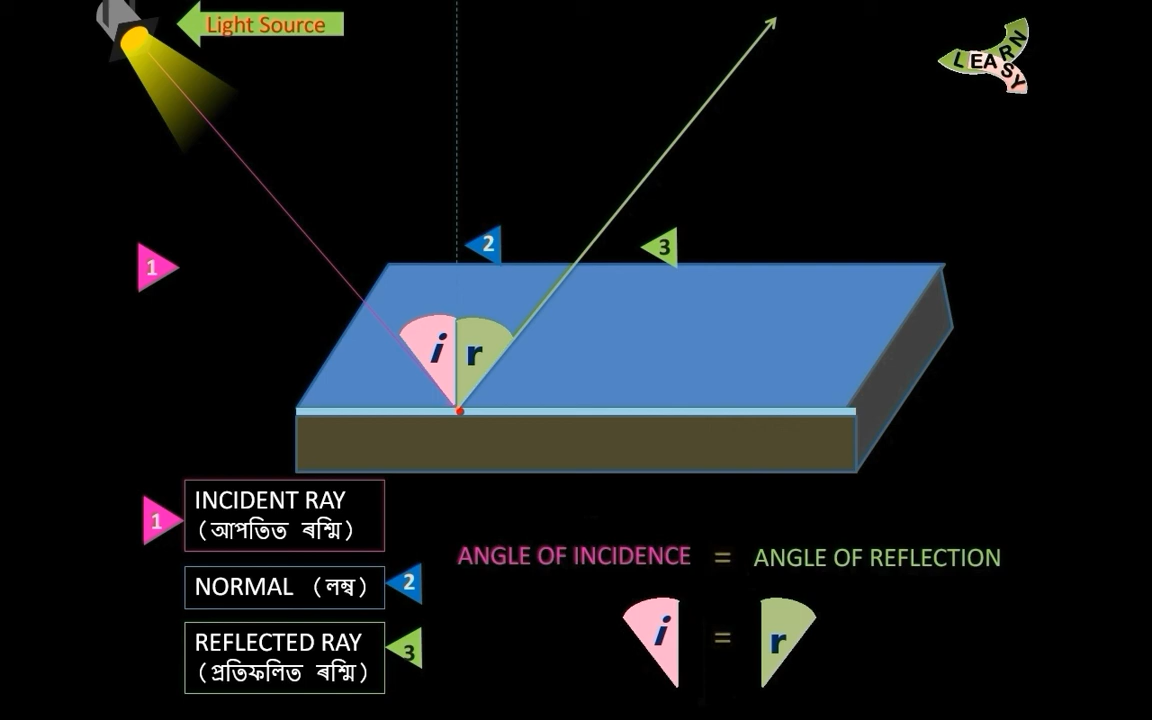 Light Source
LEARN
EASY
2
3
1
i r
1
INCIDENT RAY
(আপতিত ৰশ্মি)
NORMAL (লম্ব)
2
REFLECTED RAY
(প্ৰতিফলিত ৰশ্মি)
3
ANGLE OF INCIDENCE = ANGLE OF REFLECTION
i = r